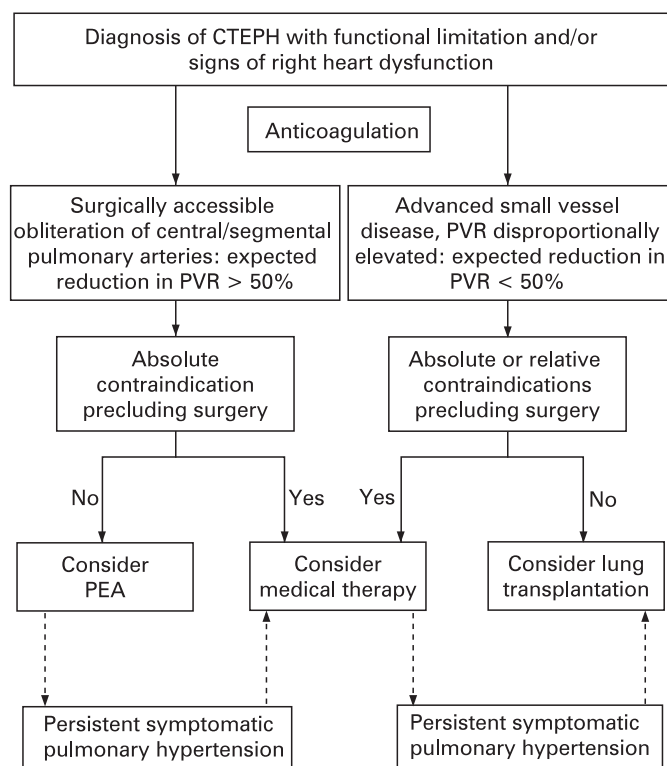 Diagnosis of CTEPH with functional limitation and/or
signs of right heart dysfunction
Anticoagulation
Surgically accessible
obliteration of central/segmental
pulmonary arteries: expected
reduction in PVR > 50%
Advanced small vessel
disease, PVR disproportionally
elevated: expected reduction in
PVR < 50%
Absolute
contraindication
precluding surgery
Absolute or relative
contraindications
precluding surgery
No
Yes
Yes
No
Consider
PEA
Consider
medical therapy
Consider lung
transplantation
Persistent symptomatic
pulmonary hypertension
Persistent symptomatic
pulmonary hypertension